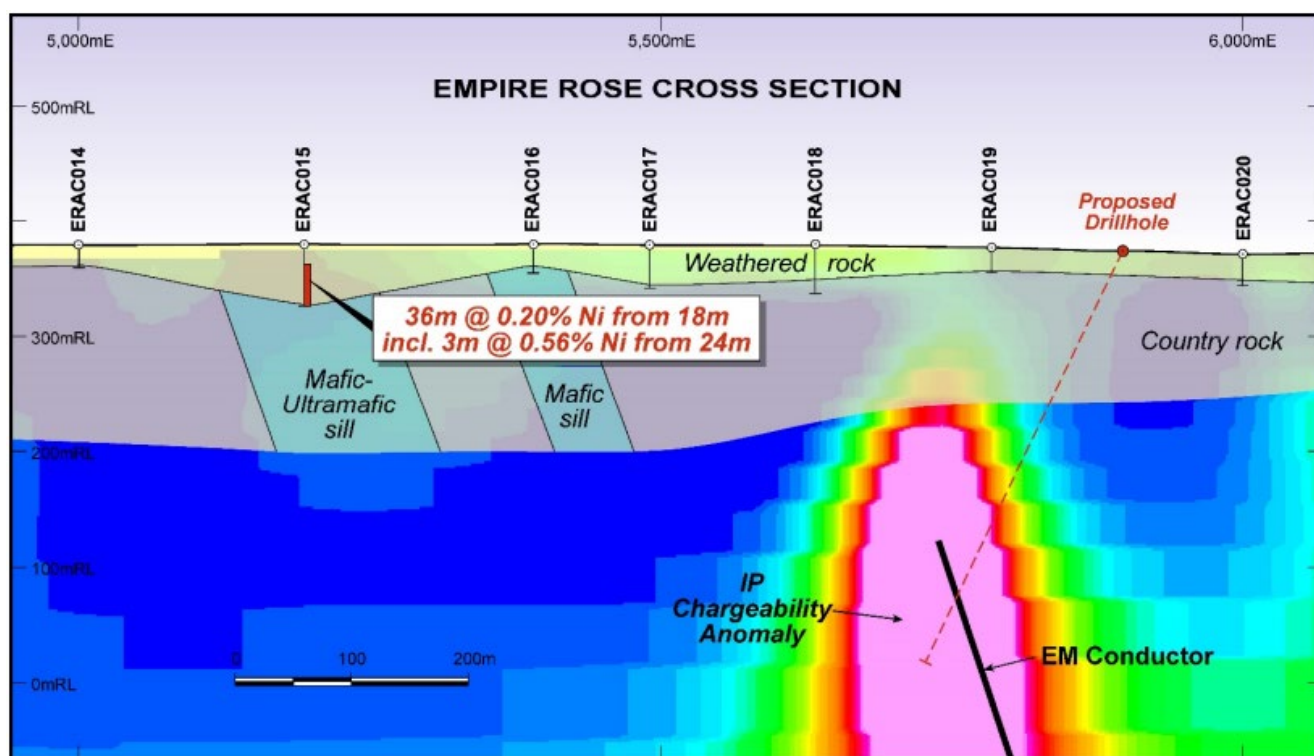 5,000mE
5,500mE
6,000mE
EMPIRE ROSE CROSS SECTION
500mRL
ERAC014
ERAC015
ERAC016
ERAC017
ERAC018
ERAC019
Proposed
Drillhole
ERAC020
Weathered rock
36m @ 0.20% Ni from 18m
incl. 3m @ 0.56% Ni from 24m
300mRL
Country rock
Mafic-
Ultramafic
sill
Mafic
sill
200mRL
100mRL
IP
Chargeability
Anomaly
EM Conductor
0 100 200m
0mRL